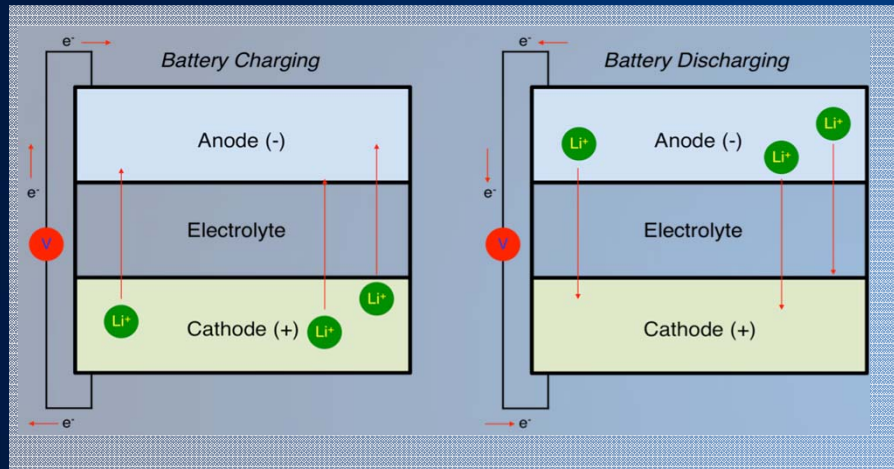 e⁻
Battery Charging
Anode (-)
e⁻
Electrolyte
V
Li⁺
Li⁺
Cathode (+)
Li⁺
e⁻
e⁻
Battery Discharging
Li⁺
Li⁺
Anode (-)
Li⁺
e⁻
Electrolyte
V
Cathode (+)
e⁻